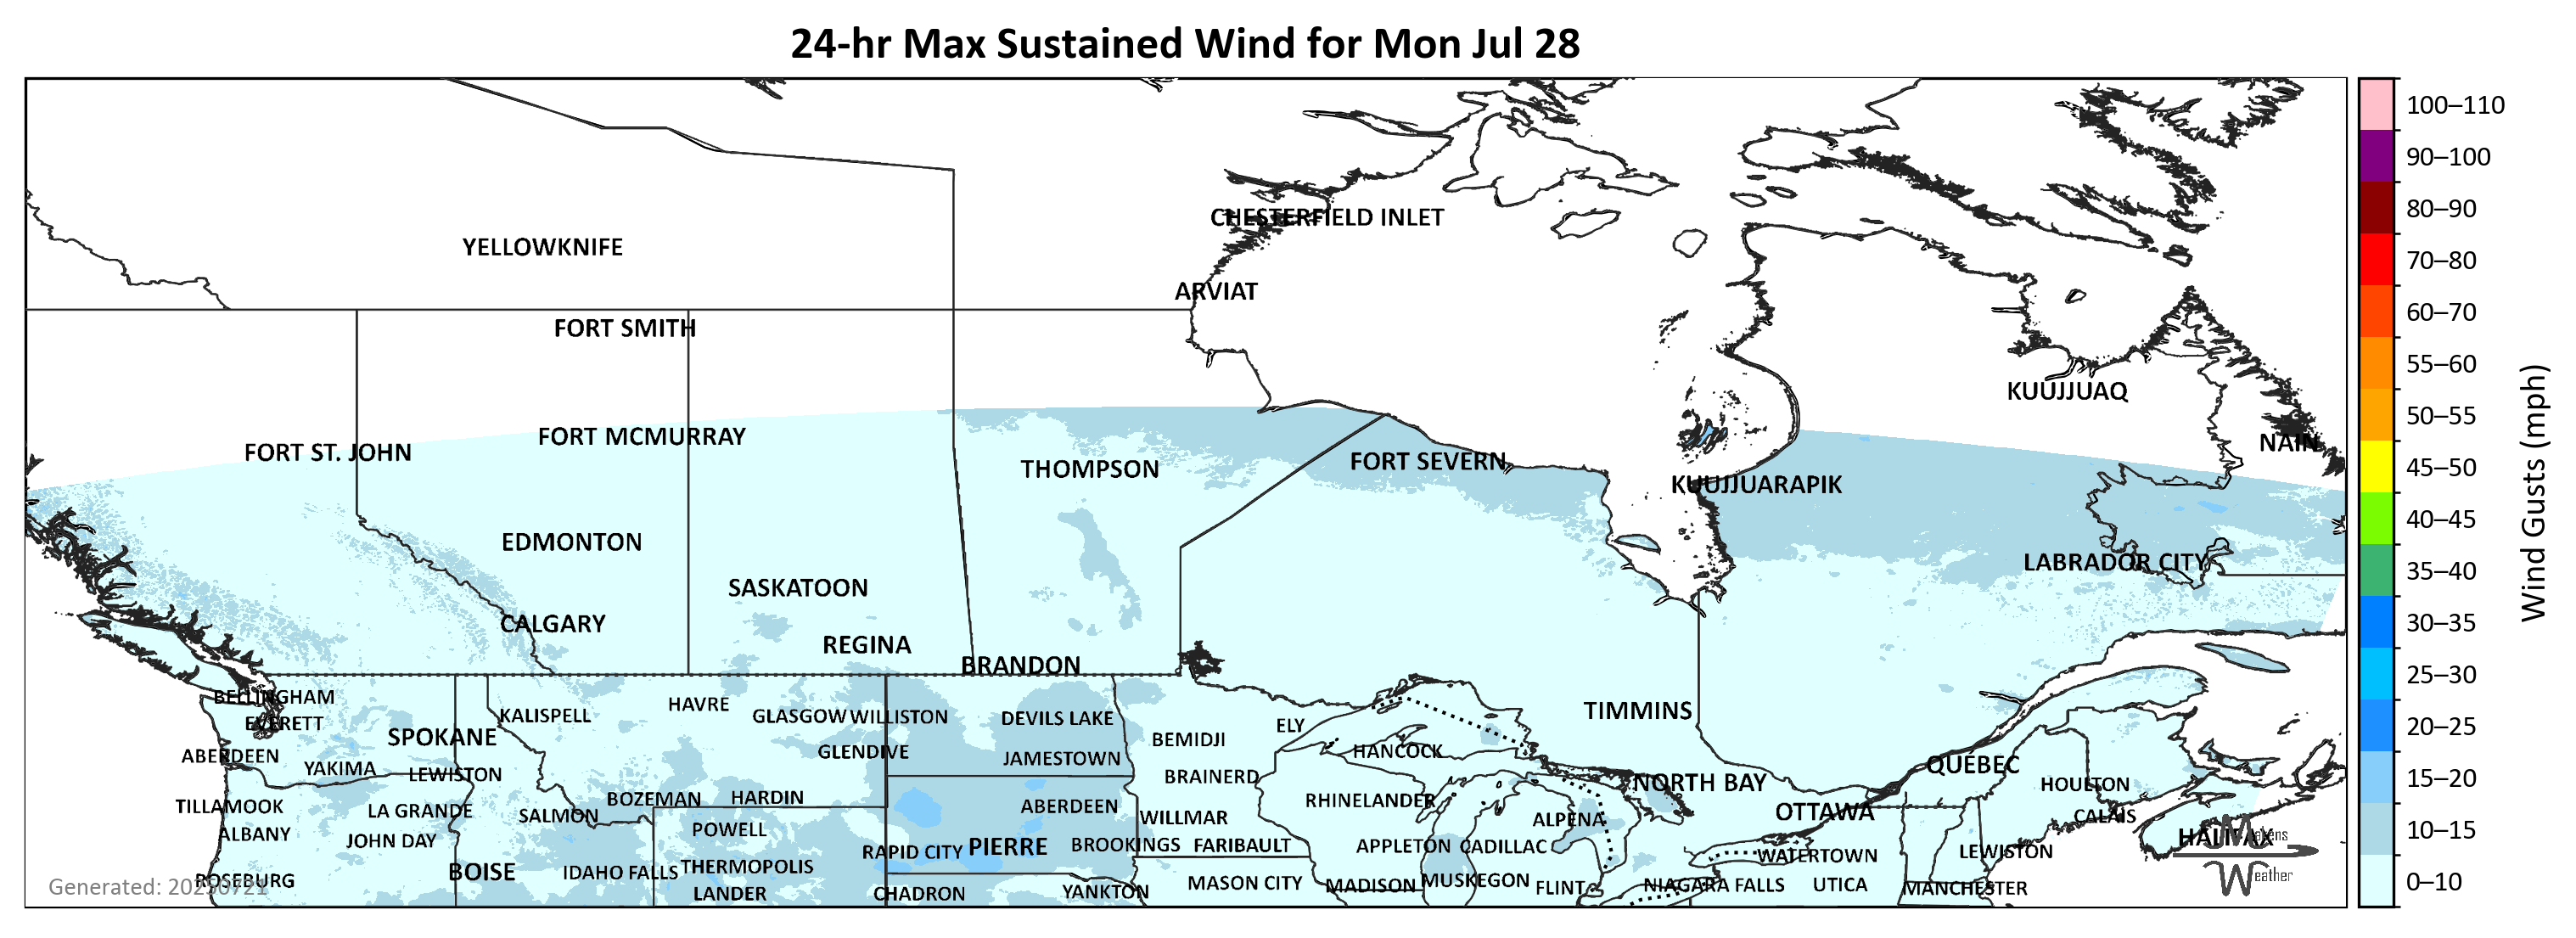 24-hr Max Sustained Wind for Mon Jul 28
100–110
90–100
80–90
70–80
60–70
55–60
50–55
45–50
40–45
35–40
30–35
25–30
20–25
15–20
10–15
0–10
Wind Gusts (mph)
CHESTERFIELD INLET
YELLOWKNIFE
ARVIAT
FORT SMITH
KUUJJUAQ
FORT MCMURRAY
NAIN
FORT ST. JOHN
FORT SEVERN
THOMPSON
KUUJJUARAPIK
EDMONTON
LABRADOR CITY
SASKATOON
CALGARY
REGINA
BRANDON
BELLINGHAM
HAVRE
TIMMINS
KALISPELL
GLASGOW
WILLISTON
DEVILS LAKE
EVERETT
ELY
SPOKANE
BEMIDJI
GLENDIVE
HANCOCK
ABERDEEN
JAMESTOWN
QUÉBEC
YAKIMA
LEWISTON
BRAINERD
NORTH BAY
HOULTON
BOZEMAN
HARDIN
RHINELANDER
TILLAMOOK
LA GRANDE
ABERDEEN
SALMON
WILLMAR
ALPENA
OTTAWA
CALAIS
ALBANY
JOHN DAY
POWELL
HALIFAX
Makens
Weather
RAPID CITY
PIERRE
BROOKINGS
FARIBAULT
APPLETON
CADILLAC
WATERTOWN
LEWISTON
BOISE
IDAHO FALLS
THERMOPOLIS
ROSEBURG
MASON CITY
MADISON
MUSKEGON
FLINT
NIAGARA FALLS
UTICA
MANCHESTER
LANDER
CHADRON
YANKTON
Generated: 20250721